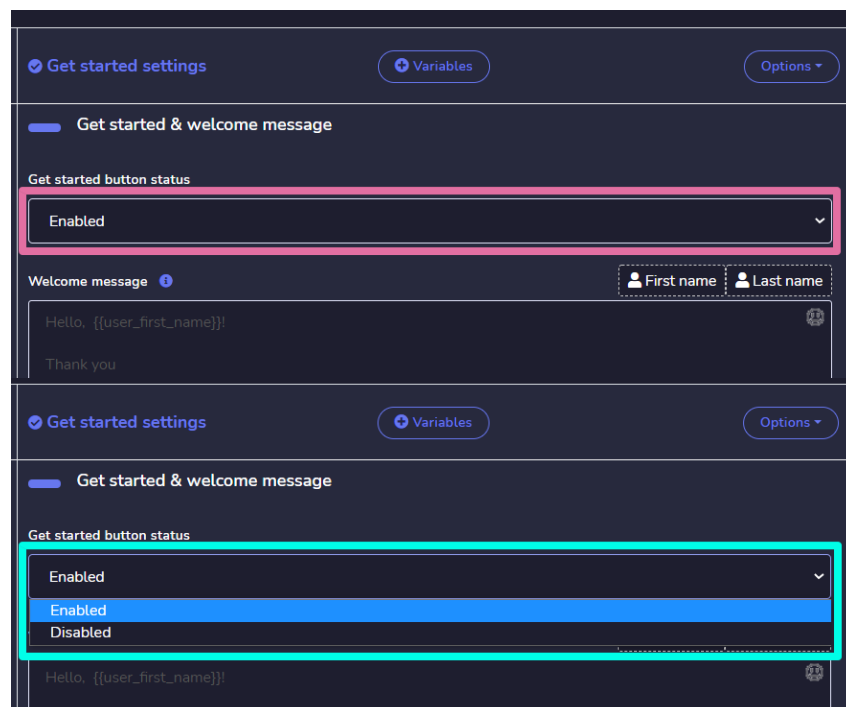 Get started settings
Variables
Options
Get started & welcome message
Get started button status
Enabled
Welcome message
First name
Last name
Hello, {{user_first_name}}!
Thank you
Get started settings
Variables
Options
Get started & welcome message
Get started button status
Enabled
Enabled
Disabled
Hello, {{user_first_name}}!